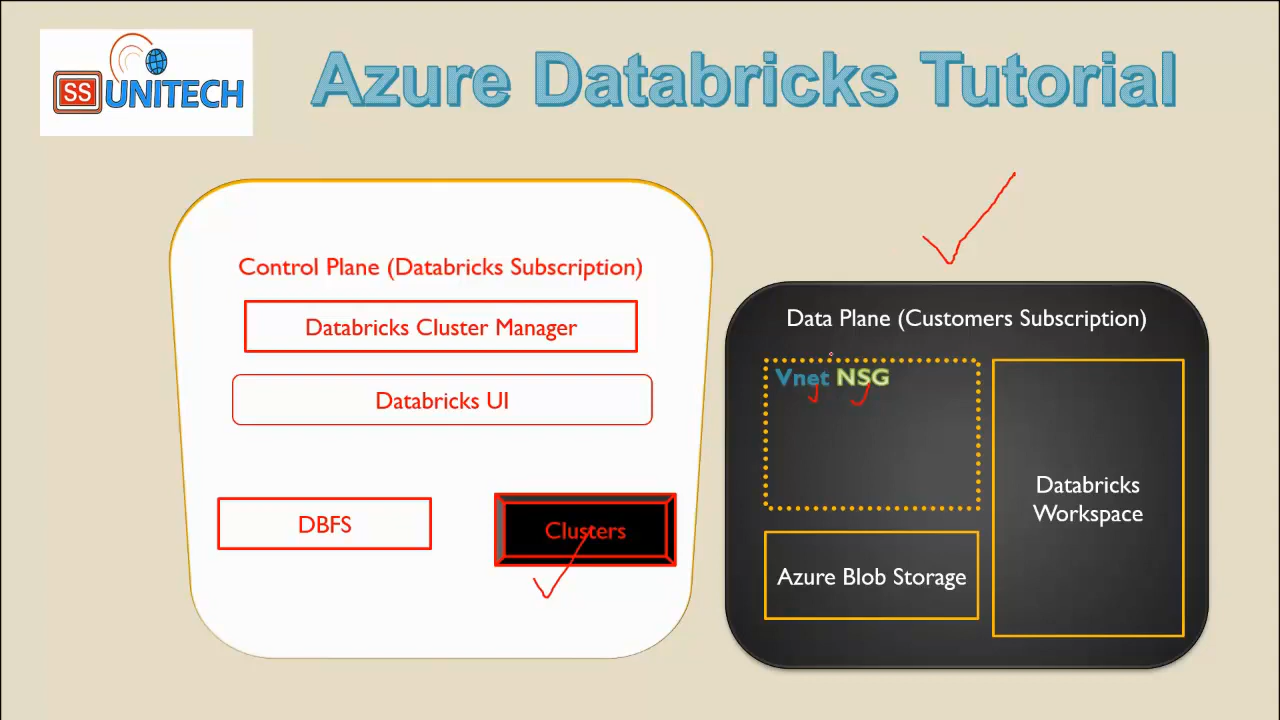 SS UNITECH
Azure Databricks Tutorial
Control Plane (Databricks Subscription)
Databricks Cluster Manager
Databricks UI
DBFS
Clusters
Data Plane (Customers Subscription)
Vnet NSG
Databricks
Workspace
Azure Blob Storage